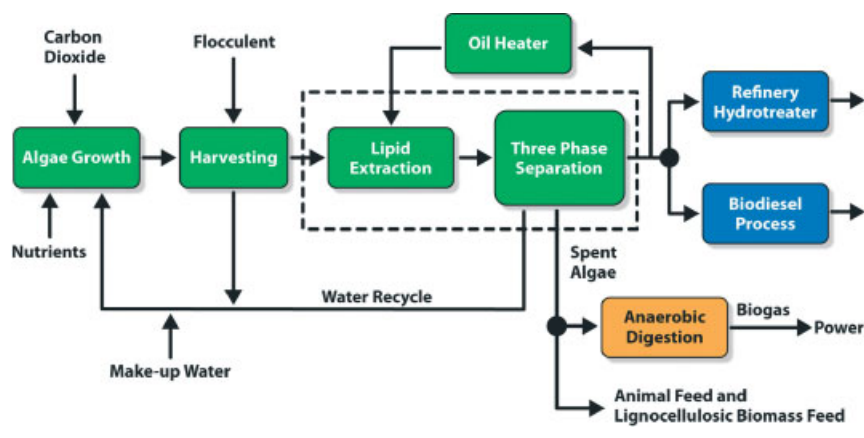 Carbon
Dioxide
Flocculent
Oil Heater
Refinery
Hydrotreater
Algae Growth
Harvesting
Lipid
Extraction
Three Phase
Separation
Biodiesel
Process
Nutrients
Spent
Algae
Water Recycle
Make-up Water
Anaerobic
Digestion
Biogas
Power
Animal Feed and
Lignocellulosic Biomass Feed